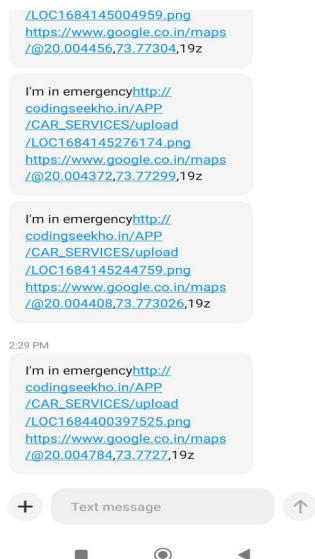 /LOC1684145004959.png
https://www.google.co.in/maps
/@20.004456,73.77304,19z
I'm in emergencyhttp://
codingseekho.in/APP
/CAR_SERVICES/upload
/LOC1684145276174.png
https://www.google.co.in/maps
/@20.004372,73.77299,19z
I'm in emergencyhttp://
codingseekho.in/APP
/CAR_SERVICES/upload
/LOC1684145244759.png
https://www.google.co.in/maps
/@20.004408,73.773026,19z
2:29 PM
I'm in emergencyhttp://
codingseekho.in/APP
/CAR_SERVICES/upload
/LOC1684400397525.png
https://www.google.co.in/maps
/@20.004784,73.7727,19z
Text message